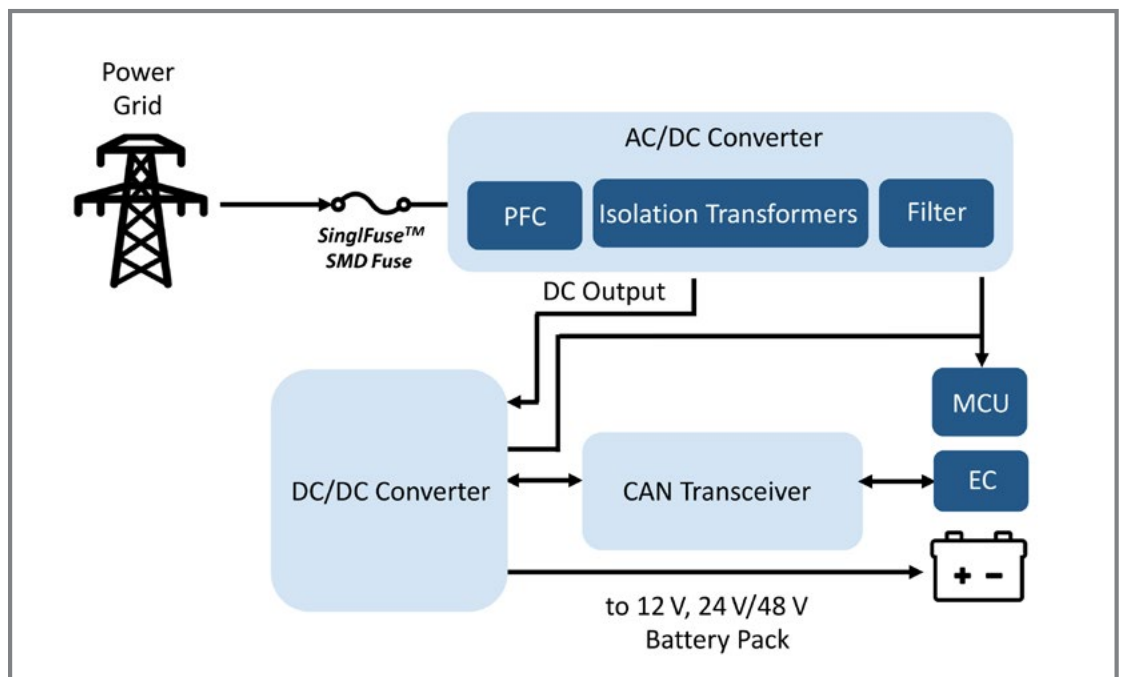 Power
Grid
AC/DC Converter
PFC
Isolation Transformers
Filter
SinglFuse™
SMD Fuse
DC Output
MCU
DC/DC Converter
CAN Transceiver
EC
+ −
to 12 V, 24 V/48 V
Battery Pack